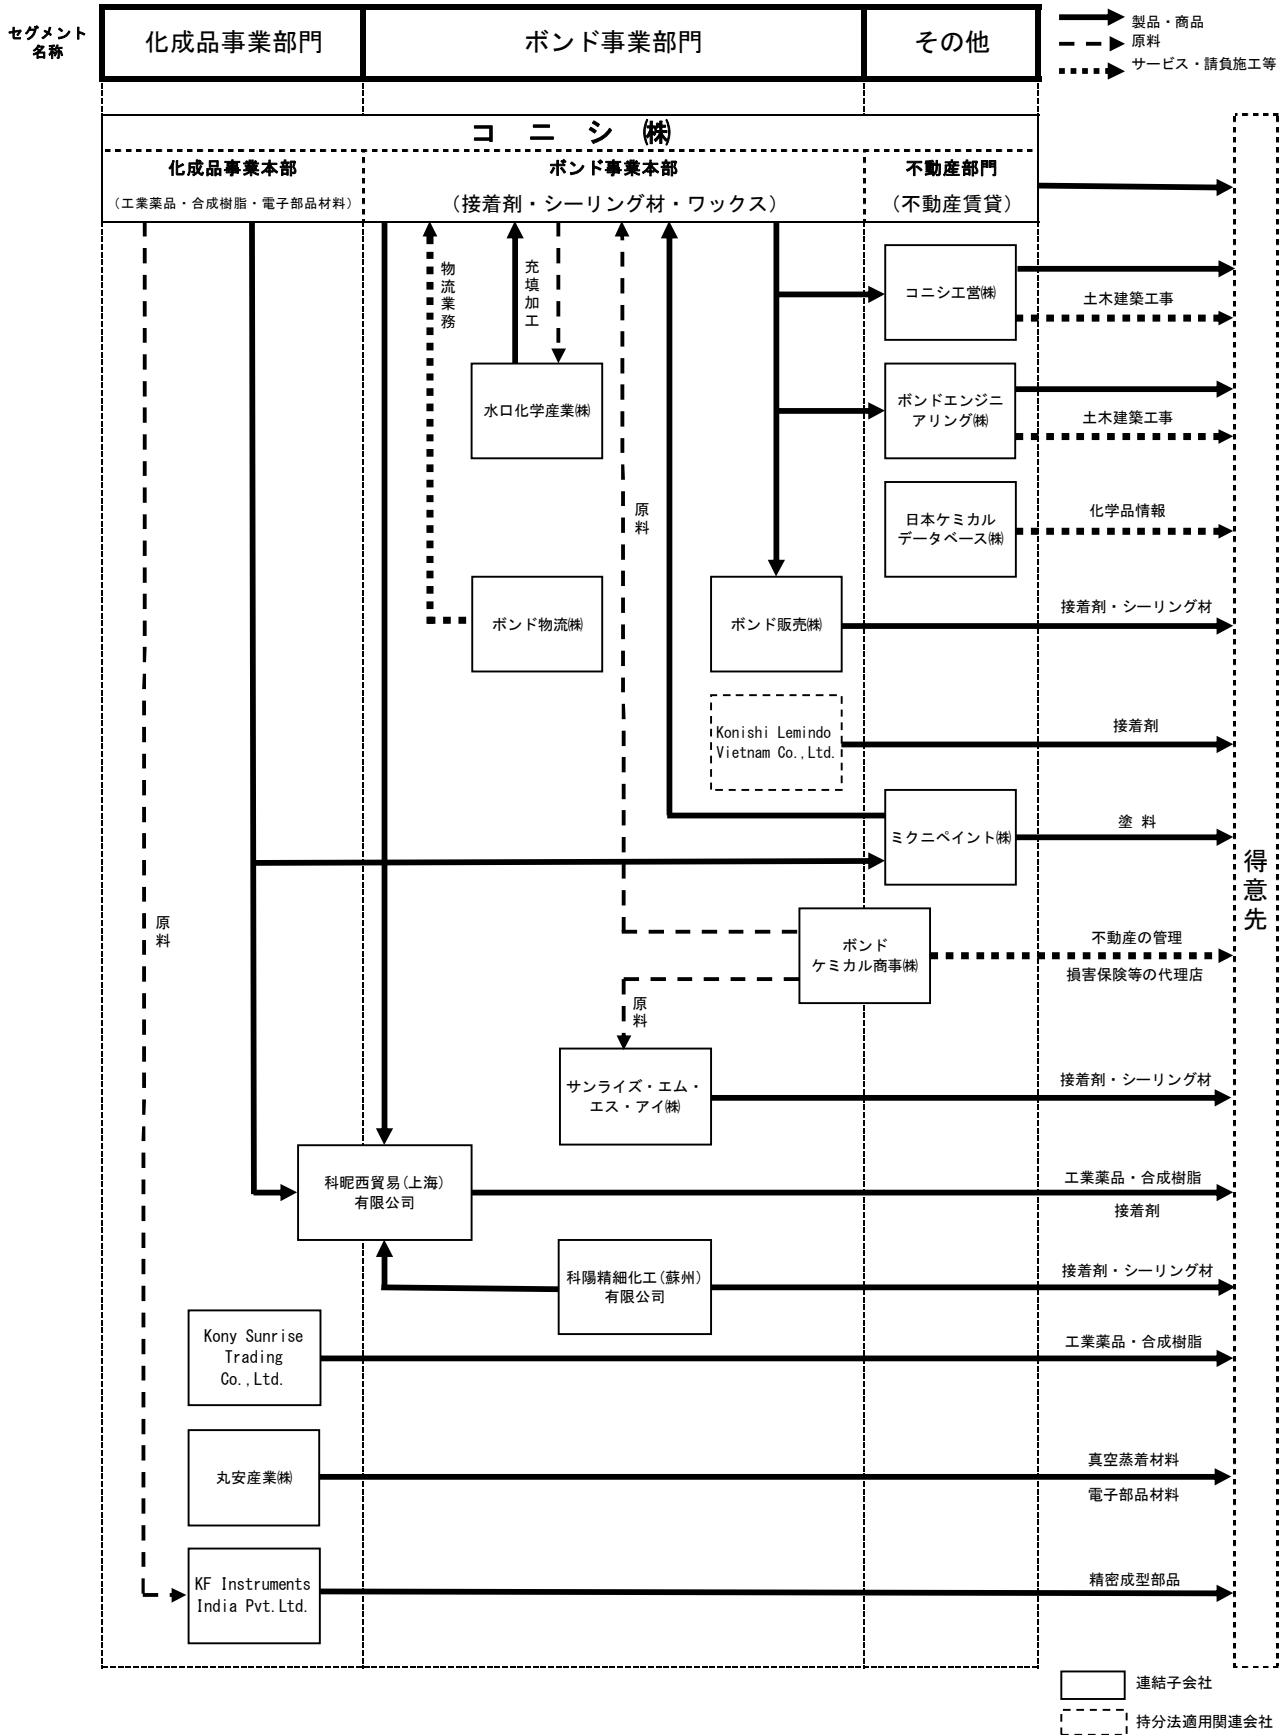 セグメント
名称
化成品事業部門
ボンド事業部門
その他
製品・商品
原料
サービス・請負施工等
コニシ㈱
化成品事業本部
(工業薬品・合成樹脂・電子部品材料)
ボンド事業本部
(接着剤・シーリング材・ワックス)
不動産部門
(不動産賃貸)
物流業務
充填加工
コニシ工営㈱
土木建築工事
水口化学産業㈱
ボンドエンジニ
アリング㈱
土木建築工事
原料
日本ケミカル
データベース㈱
化学品情報
ボンド物流㈱
ボンド販売㈱
接着剤・シーリング材
Konishi Lemindo
Vietnam Co.,Ltd.
接着剤
ミクニペイント㈱
塗 料
得意先
原料
ボンド
ケミカル商事㈱
不動産の管理
損害保険等の代理店
原料
サンライズ・エム・
エス・アイ㈱
接着剤・シーリング材
科昵西貿易(上海)
有限公司
工業薬品・合成樹脂
接着剤
科陽精細化工(蘇州)
有限公司
接着剤・シーリング材
Kony Sunrise
Trading
Co.,Ltd.
工業薬品・合成樹脂
丸安産業㈱
真空蒸着材料
電子部品材料
KF Instruments
India Pvt.Ltd.
精密成型部品
連結子会社
持分法適用関連会社